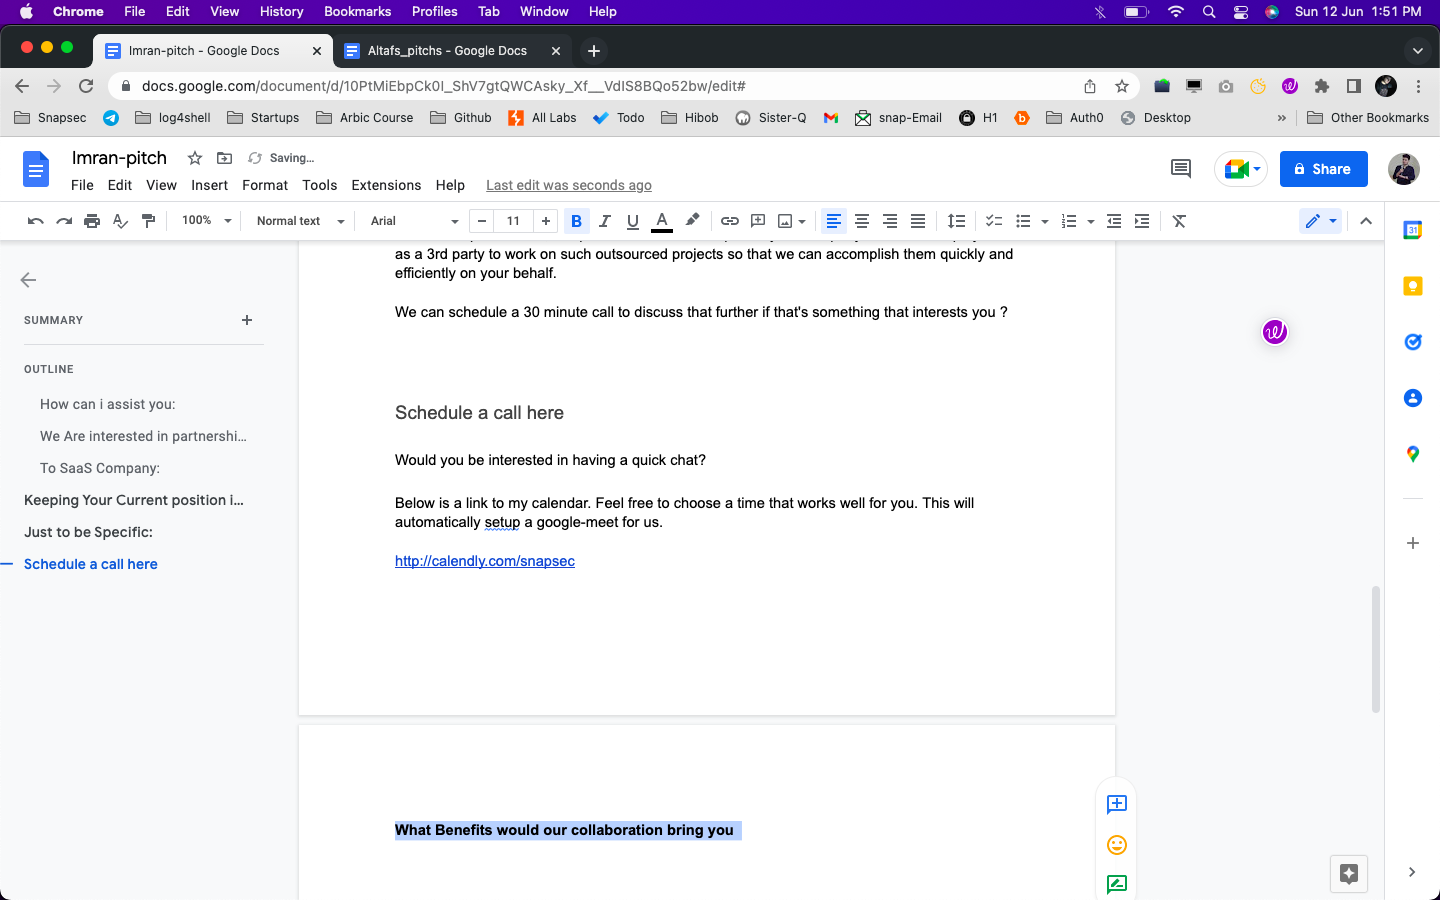 Chrome File Edit View History Bookmarks Profiles Tab Window Help Sun 12 Jun 1:51 PM
Imran-pitch - Google Docs Altafs_pitchs - Google Docs
docs.google.com/document/d/10PtMiEbpCk0I_ShV7gtQWCAsky_Xf__VdIS8BQo52bw/edit#
Snapsec log4shell Startups Arbic Course Github All Labs Todo Hibob Sister-Q snap-Email H1 Auth0 Desktop » Other Bookmarks
Imran-pitch Saving...
File Edit View Insert Format Tools Extensions Help Last edit was seconds ago
Share
100% Normal text Arial 11 B I U A
as a 3rd party to work on such outsourced projects so that we can accomplish them quickly and
efficiently on your behalf.
We can schedule a 30 minute call to discuss that further if that's something that interests you ?
SUMMARY
OUTLINE
How can i assist you:
We Are interested in partnershi...
To SaaS Company:
Keeping Your Current position i...
Just to be Specific:
Schedule a call here
Schedule a call here
Would you be interested in having a quick chat?
Below is a link to my calendar. Feel free to choose a time that works well for you. This will
automatically setup a google-meet for us.
http://calendly.com/snapsec
What Benefits would our collaboration bring you
31